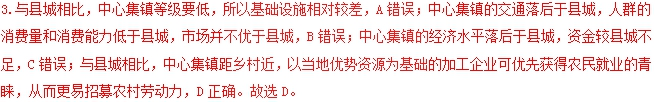 3.与县城相比，中心集镇等级要低，所以基础设施相对较差，A 错误；中心集镇的交通落后于县城，人群的
消费量和消费能力低于县城，市场并不优于县城，B 错误；中心集镇的经济水平落后于县城，资金较县城不
足，C 错误；与县城相比，中心集镇距乡村近，以当地优势资源为基础的加工企业可优先获得农民就业的青
睐，从而更易招募农村劳动力，D 正确。故选 D。